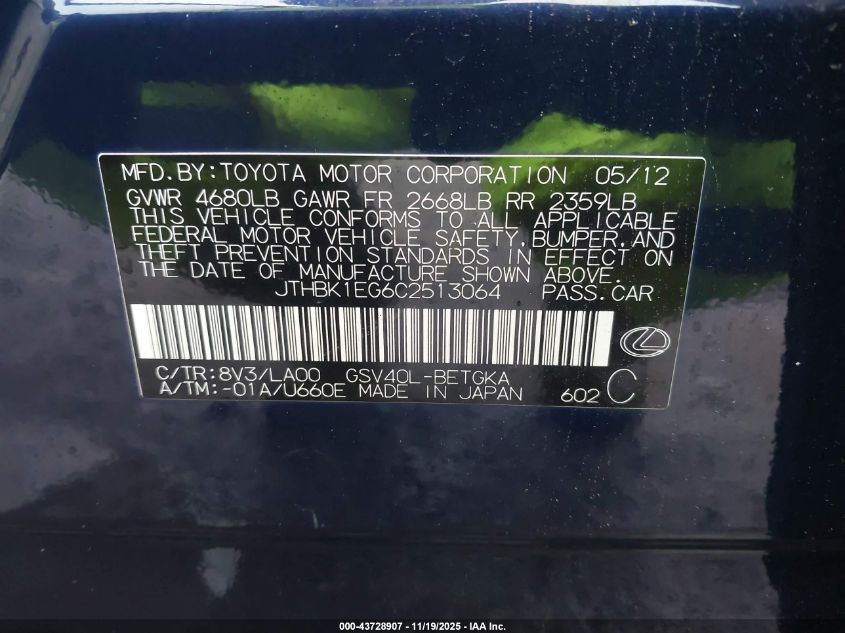 MFD.BY:TOYOTA MOTOR CORPORATION 05/12
GVWR 4680LB GAWR FR 2668LB RR 2359LB
THIS VEHICLE CONFORMS TO ALL APPLICABLE
FEDERAL MOTOR VEHICLE SAFETY,BUMPER,AND
THEFT PREVENTION STANDARDS IN EFFECT ON
THE DATE OF MANUFACTURE SHOWN ABOVE.
JTHBK1EG6C2513064 PASS.CAR
C/TR:8V3/LA00 GSV40L-BETGKA
A/TM:-01A/U660E MADE IN JAPAN 602 C
000-43728907 - 11/19/2025 - IAA Inc.